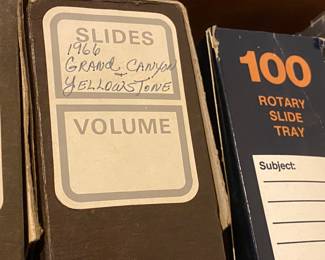 SLIDES
1966
GRAND CANYON
+
YELLOWSTONE
VOLUME
100
ROTARY
SLIDE
TRAY
Subject: